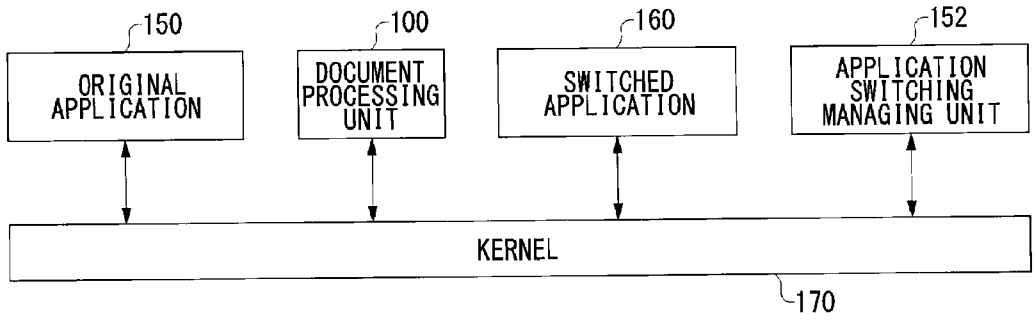 150
100
160
152
ORIGINAL
APPLICATION
DOCUMENT
PROCESSING
UNIT
SWITCHED
APPLICATION
APPLICATION
SWITCHING
MANAGING UNIT
KERNEL
170